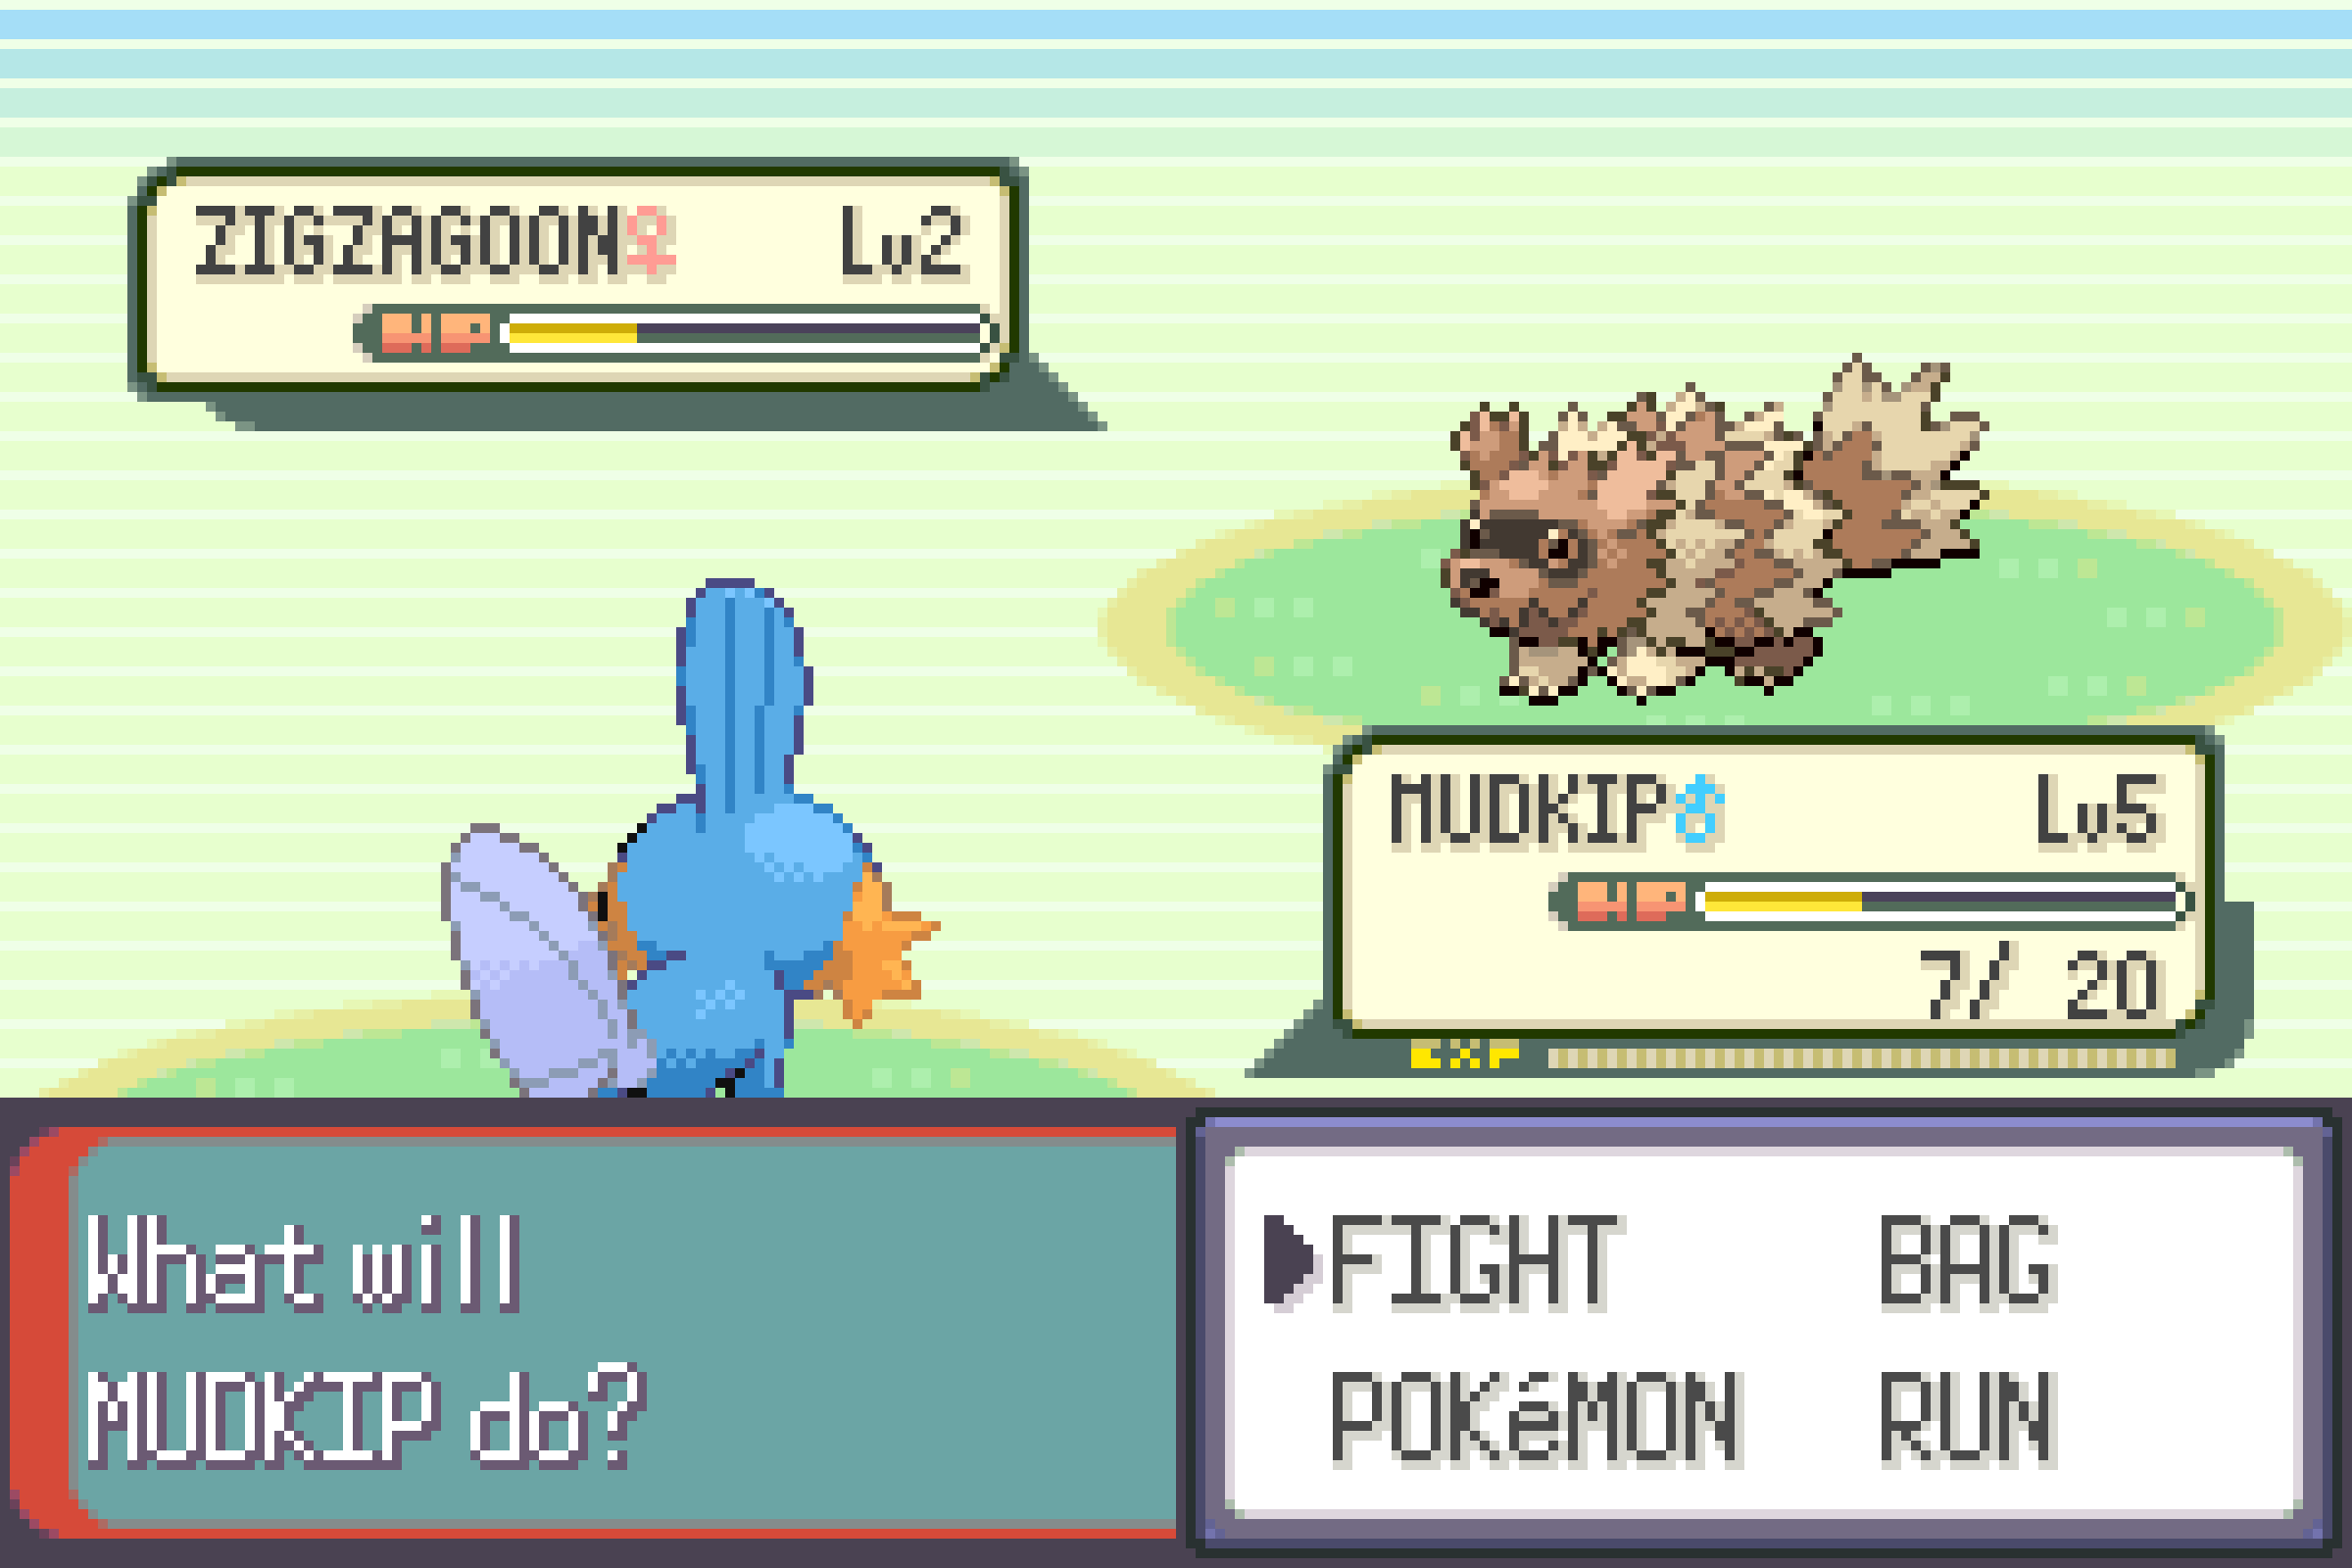 ZIGZAGOON♀ Lv2
HP
MUDKIP♂ Lv5
HP
7/ 20
EXP
What will
MUDKIP do?
FIGHT BAG
POKéMON RUN